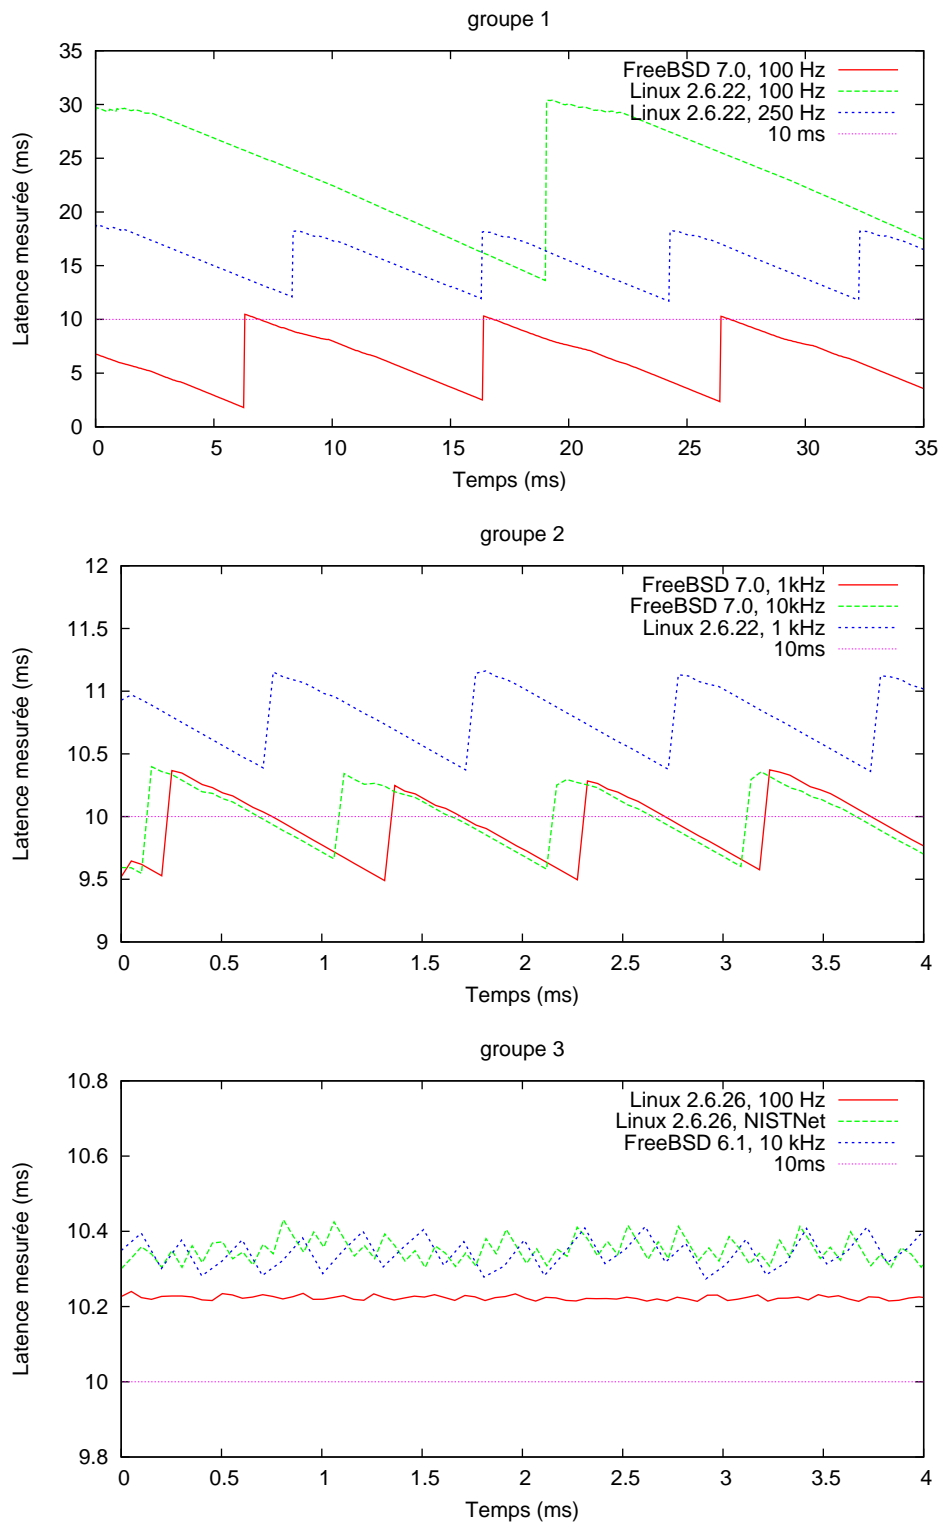 groupe 1
Latence mesurée (ms)
35
30
25
20
15
10
5
0
FreeBSD 7.0, 100 Hz
Linux 2.6.22, 100 Hz
Linux 2.6.22, 250 Hz
10 ms
0 5 10 15 20 25 30 35
Temps (ms)
groupe 2
Latence mesurée (ms)
12
11.5
11
10.5
10
9.5
9
FreeBSD 7.0, 1kHz
FreeBSD 7.0, 10kHz
Linux 2.6.22, 1 kHz
10ms
0 0.5 1 1.5 2 2.5 3 3.5 4
Temps (ms)
groupe 3
Latence mesurée (ms)
10.8
10.6
10.4
10.2
10
9.8
Linux 2.6.26, 100 Hz
Linux 2.6.26, NISTNet
FreeBSD 6.1, 10 kHz
10ms
0 0.5 1 1.5 2 2.5 3 3.5 4
Temps (ms)